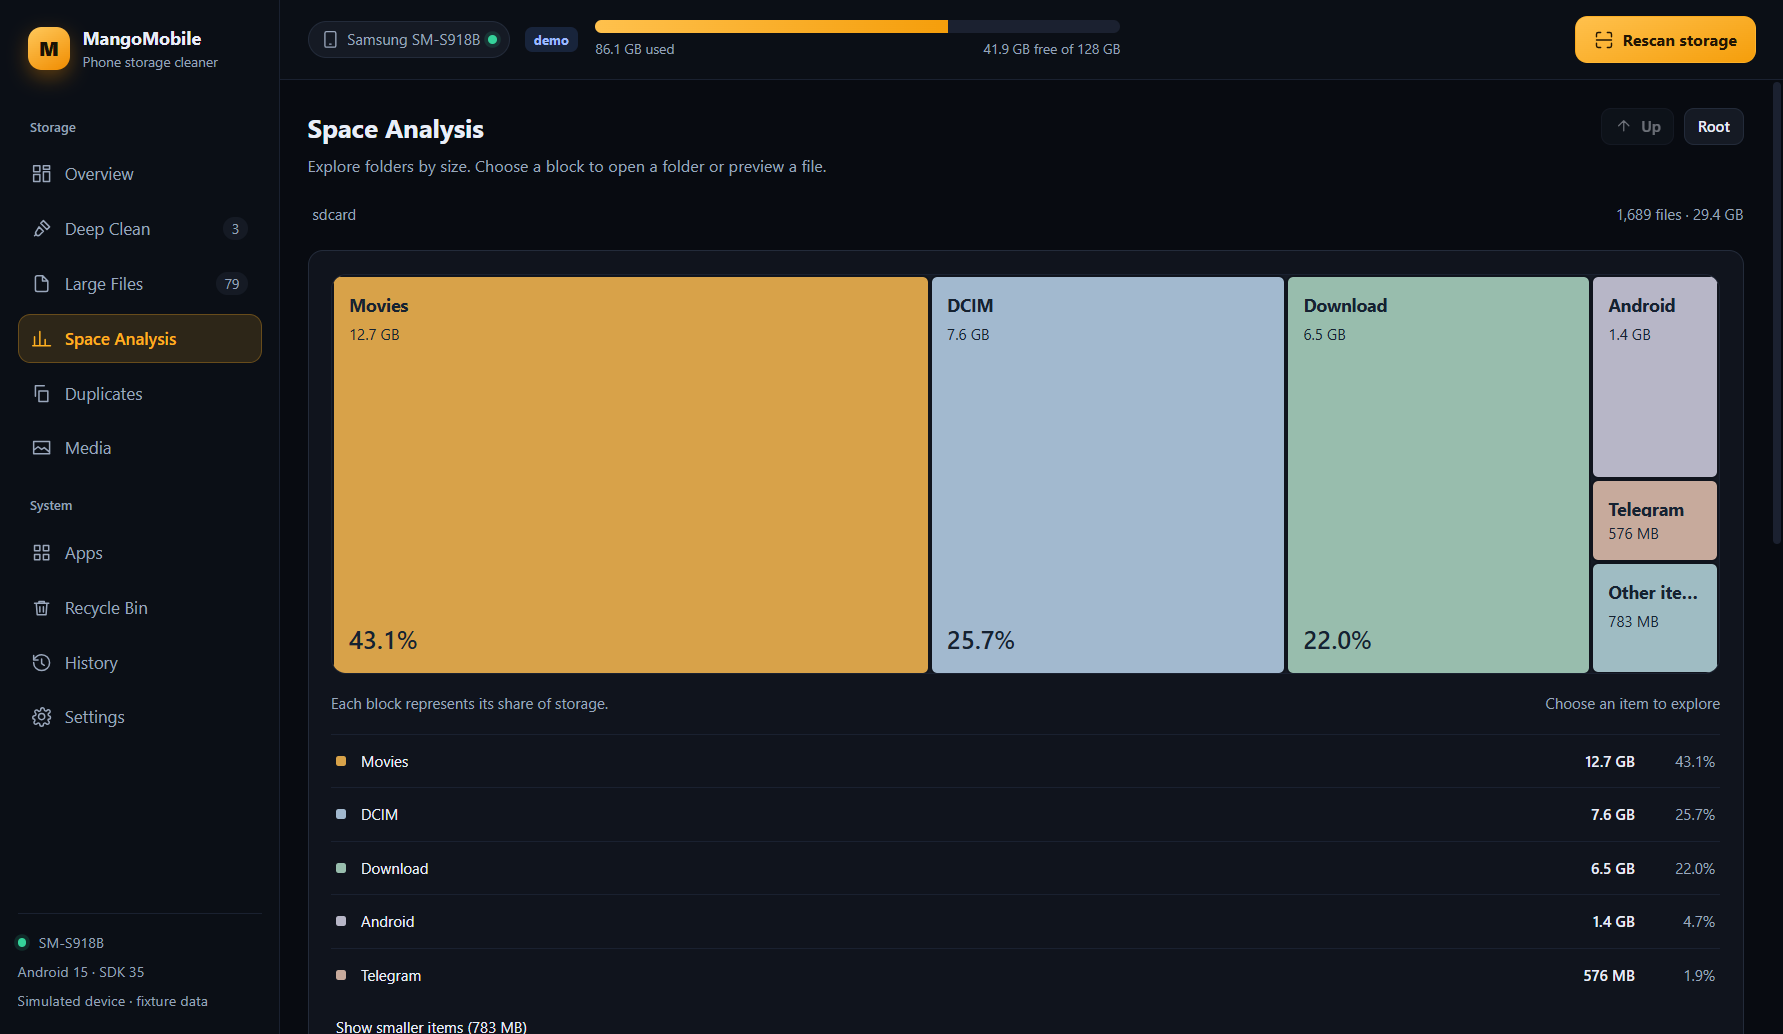 M
MangoMobile
Phone storage cleaner
Storage
Overview
Deep Clean 3
Large Files 79
Space Analysis
Duplicates
Media
System
Apps
Recycle Bin
History
Settings
SM-S918B
Android 15 · SDK 35
Simulated device · fixture data
Samsung SM-S918B
demo
86.1 GB used
41.9 GB free of 128 GB
Rescan storage
Space Analysis
Up
Root
Explore folders by size. Choose a block to open a folder or preview a file.
sdcard
1,689 files · 29.4 GB
Movies
12.7 GB
43.1%
DCIM
7.6 GB
25.7%
Download
6.5 GB
22.0%
Android
1.4 GB
Telegram
576 MB
Other ite...
783 MB
Each block represents its share of storage.
Choose an item to explore
Movies 12.7 GB 43.1%
DCIM 7.6 GB 25.7%
Download 6.5 GB 22.0%
Android 1.4 GB 4.7%
Telegram 576 MB 1.9%
Show smaller items (783 MB)